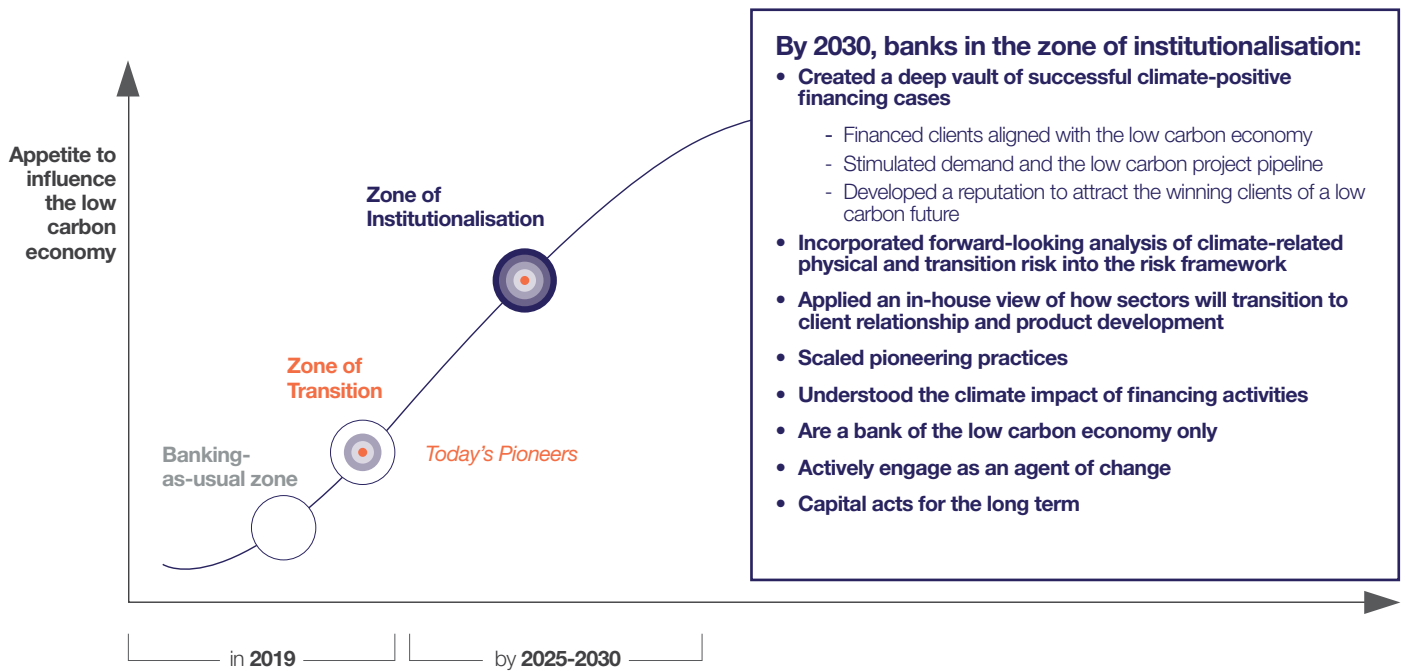 Appetite to
influence
the low
carbon
economy
Banking-
as-usual zone
Zone of
Transition
Today's Pioneers
Zone of
Institutionalisation
in 2019
by 2025-2030
By 2030, banks in the zone of institutionalisation:
• Created a deep vault of successful climate-positive
financing cases
- Financed clients aligned with the low carbon economy
- Stimulated demand and the low carbon project pipeline
- Developed a reputation to attract the winning clients of a low
carbon future
• Incorporated forward-looking analysis of climate-related
physical and transition risk into the risk framework
• Applied an in-house view of how sectors will transition to
client relationship and product development
• Scaled pioneering practices
• Understood the climate impact of financing activities
• Are a bank of the low carbon economy only
• Actively engage as an agent of change
• Capital acts for the long term